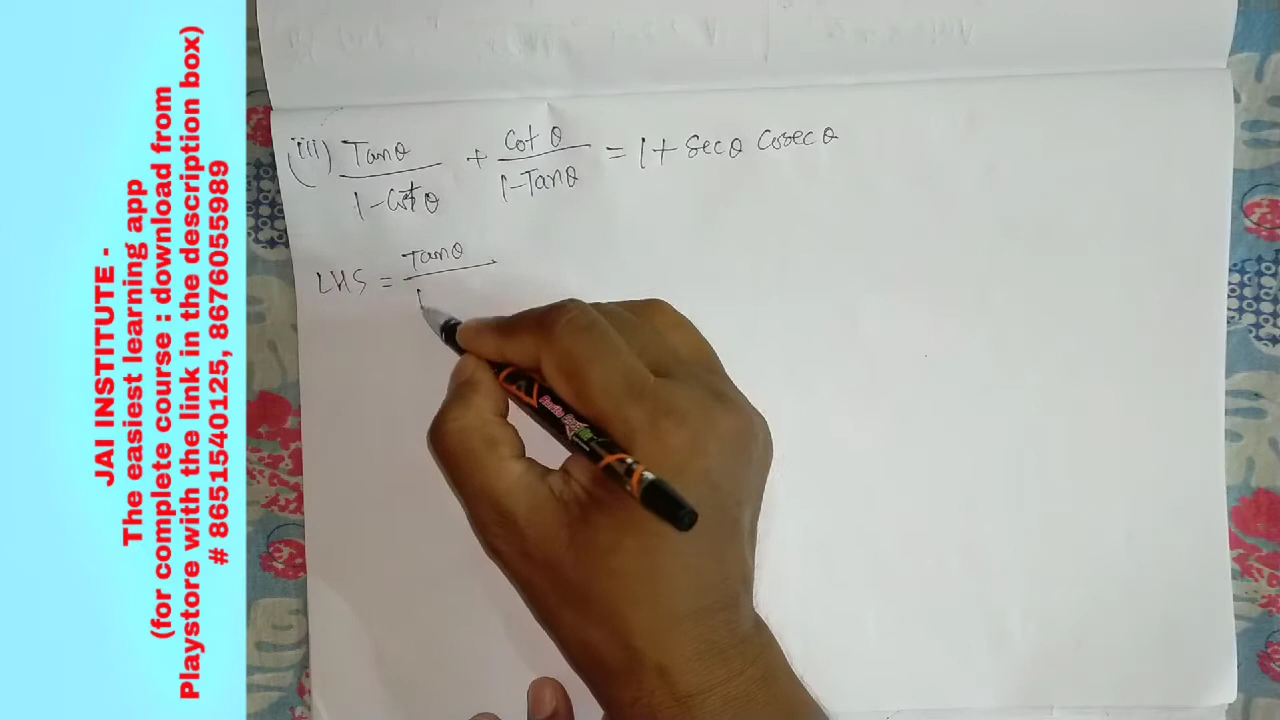 JAI INSTITUTE -
The easiest learning app
(for complete course : download from
Playstore with the link in the description box)
# 8651540125, 8676055989
(iii) Tanθ/1-Cotθ + Cotθ/1-Tanθ = 1+ Secθ Cosecθ
LHS = Tanθ/1